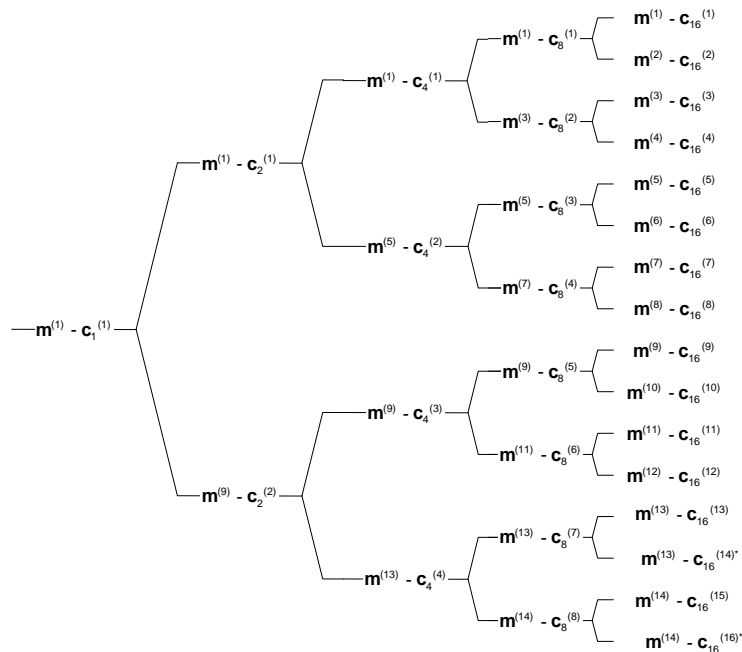 m(1) - c16(1)
m(1) - c8(1)
m(2) - c16(2)
m(1) - c4(1)
m(3) - c16(3)
m(3) - c8(2)
m(4) - c16(4)
m(1) - c2(1)
m(5) - c16(5)
m(5) - c8(3)
m(6) - c16(6)
m(5) - c4(2)
m(7) - c16(7)
m(7) - c8(4)
m(8) - c16(8)
m(1) - c1(1)
m(9) - c16(9)
m(9) - c8(5)
m(10) - c16(10)
m(9) - c4(3)
m(11) - c16(11)
m(11) - c8(6)
m(12) - c16(12)
m(9) - c2(2)
m(13) - c16(13)
m(13) - c8(7)
m(13) - c16(14)*
m(13) - c4(4)
m(14) - c16(15)
m(14) - c8(8)
m(14) - c16(16)*